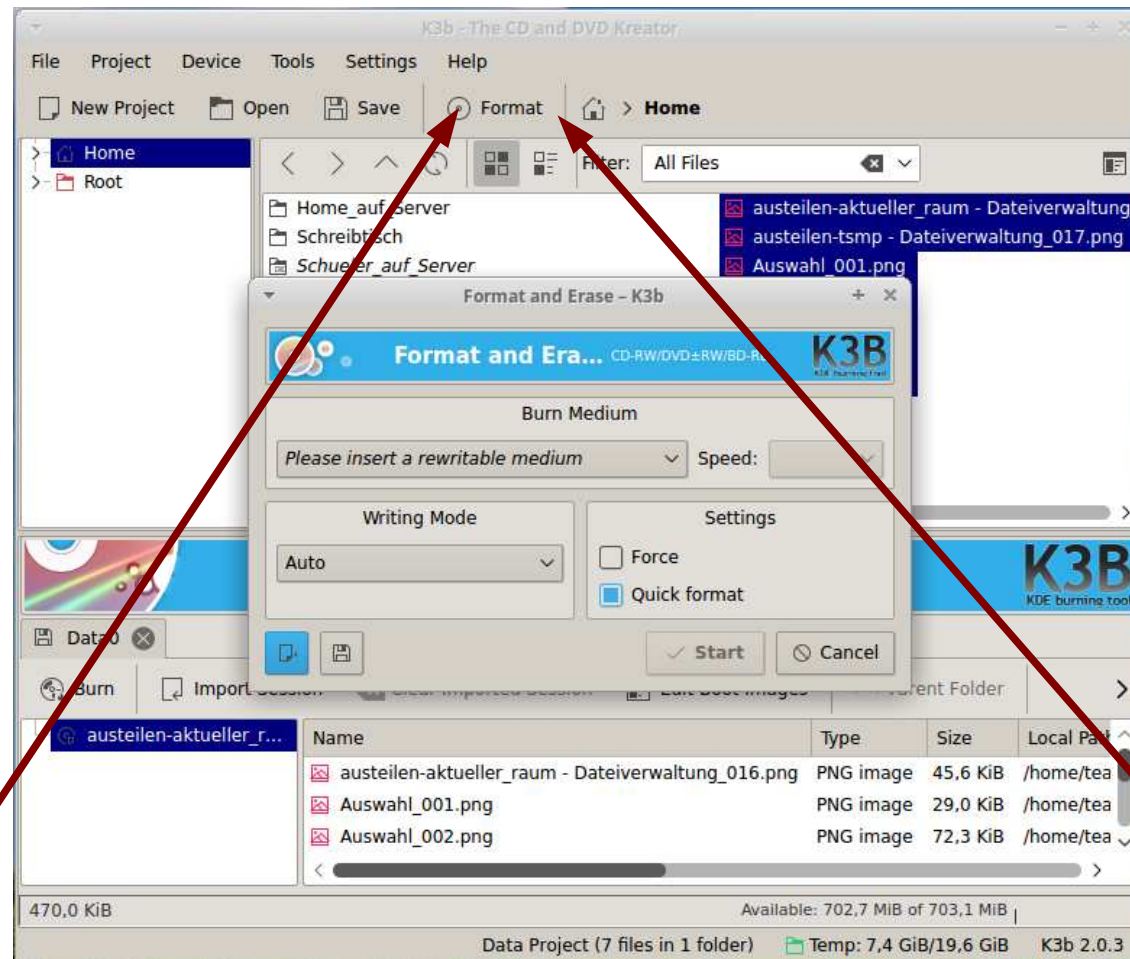 K3b - The CD and DVD Kreator
File Project Device Tools Settings Help
New Project Open Save Format > Home
Home
Root
Filter: All Files
Home_auf_Server
Schreibtisch
Schueler_auf_Server
austeilen-aktueller_raum - Dateiverwaltung
austeilen-tsmp - Dateiverwaltung_017.png
Auswahl_001.png
Format and Erase – K3b
Format and Era... CD-RW/DVD±RW/BD-RE
K3B
Burn Medium
Please insert a rewritable medium Speed:
Writing Mode
Auto
Settings
Force
Quick format
Start Cancel
K3B
KDE burning tool
Data0
Burn Import Session Clear Imported Session Edit Boot Images Parent Folder
austeilen-aktueller_r...
Name Type Size Local Pat
austeilen-aktueller_raum - Dateiverwaltung_016.png PNG image 45,6 KiB /home/tea
Auswahl_001.png PNG image 29,0 KiB /home/tea
Auswahl_002.png PNG image 72,3 KiB /home/tea
470,0 KiB Available: 702,7 MiB of 703,1 MiB
Data Project (7 files in 1 folder) Temp: 7,4 GiB/19,6 GiB K3b 2.0.3